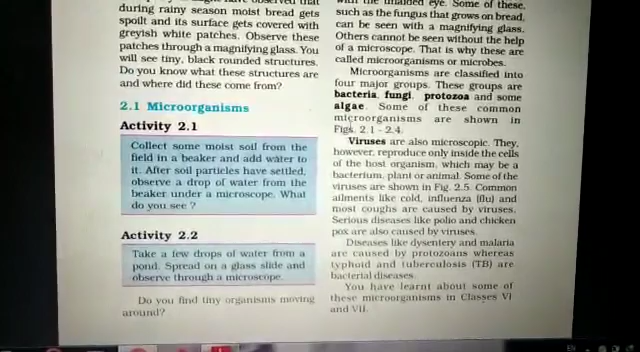 during rainy season moist bread gets
spoilt and its surface gets covered with
greyish white patches. Observe these
patches through a magnifying glass. You
will see tiny, black rounded structures.
Do you know what these structures are
and where did these come from?
2.1 Microorganisms
Activity 2.1
Collect some moist soil from the
field in a beaker and add water to
it. After soil particles have settled,
observe a drop of water from the
beaker under a microscope. What
do you see ?
Activity 2.2
Take a few drops of water from a
pond. Spread on a glass slide and
observe through a microscope.
Do you find tiny organisms moving
around?
with the unaided eye. Some of these,
such as the fungus that grows on bread,
can be seen with a magnifying glass.
Others cannot be seen without the help
of a microscope. That is why these are
called microorganisms or microbes.
Microorganisms are classified into
four major groups. These groups are
bacteria, fungi, protozoa and some
algae. Some of these common
microorganisms are shown in
Figs. 2.1 - 2.4.
Viruses are also microscopic. They,
however, reproduce only inside the cells
of the host organism, which may be a
bacterium, plant or animal. Some of the
viruses are shown in Fig. 2.5. Common
ailments like cold, influenza (flu) and
most coughs are caused by viruses.
Serious diseases like polio and chicken
pox are also caused by viruses.
Diseases like dysentery and malaria
are caused by protozoans whereas
typhoid and tuberculosis (TB) are
bacterial diseases.
You have learnt about some of
these microorganisms in Classes VI
and VII.